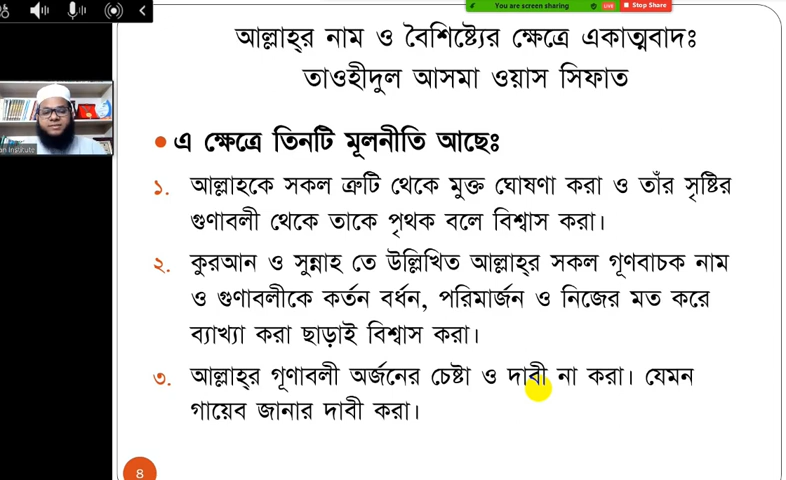 You are screen sharing
LIVE
Stop Share
আল্লাহ্‌র নাম ও বৈশিষ্ট্যের ক্ষেত্রে একাত্মবাদঃ
তাওহীদুল আসমা ওয়াস সিফাত
এ ক্ষেত্রে তিনটি মূলনীতি আছেঃ
১. আল্লাহকে সকল ত্রুটি থেকে মুক্ত ঘোষণা করা ও তাঁর সৃষ্টির
গুণাবলী থেকে তাকে পৃথক বলে বিশ্বাস করা।
২. কুরআন ও সুন্নাহ তে উল্লিখিত আল্লাহ্‌র সকল গূণবাচক নাম
ও গুণাবলীকে কর্তন বর্ধন, পরিমার্জন ও নিজের মত করে
ব্যাখ্যা করা ছাড়াই বিশ্বাস করা।
৩. আল্লাহ্‌র গূণাবলী অর্জনের চেষ্টা ও দাবী না করা। যেমন
গায়েব জানার দাবী করা।
8